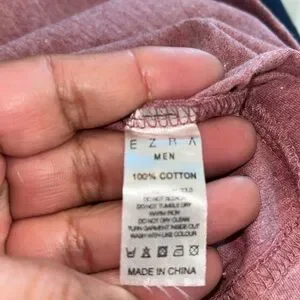 EZRA
MEN
100% COTTON
DO NOT BLEACH
DO NOT TUMBLE DRY
WARM IRON
DO NOT DRY CLEAN
TURN GARMENT INSIDE OUT
WASH WITH LIKE COLOUR
MADE IN CHINA